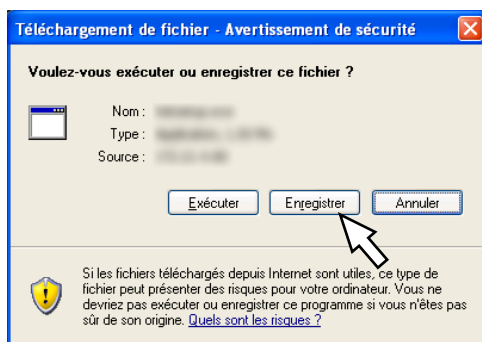 Téléchargement de fichier - Avertissement de sécurité
Voulez-vous exécuter ou enregistrer ce fichier ?
Nom :
Type :
Source :
Exécuter Enregistrer Annuler
Si les fichiers téléchargés depuis Internet sont utiles, ce type de
fichier peut présenter des risques pour votre ordinateur. Vous ne
devriez pas exécuter ou enregistrer ce programme si vous n'êtes pas
sûr de son origine. Quels sont les risques ?